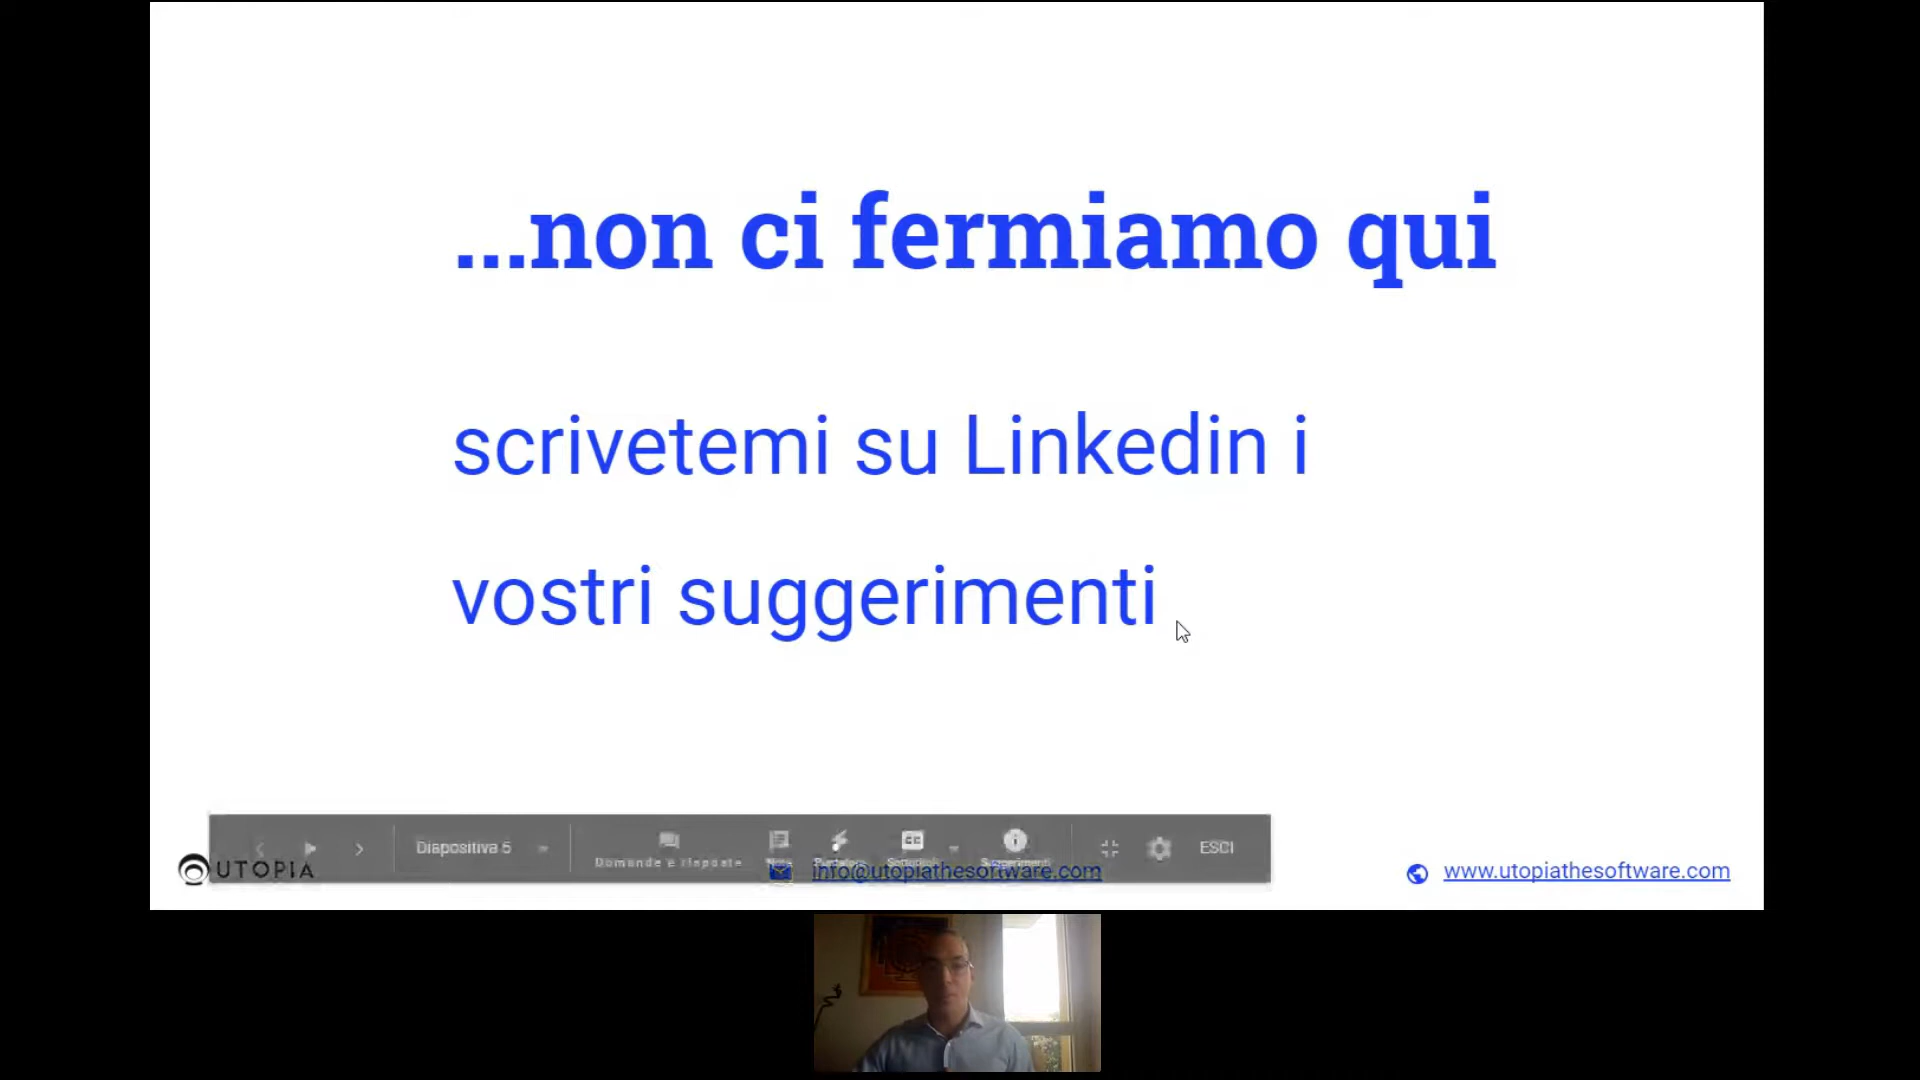 ...non ci fermiamo qui
scrivetemi su Linkedin i
vostri suggerimenti
Diapositiva 5
Domande e risposte
ESCI
UTOPIA
info@utopiathesoftware.com
www.utopiathesoftware.com